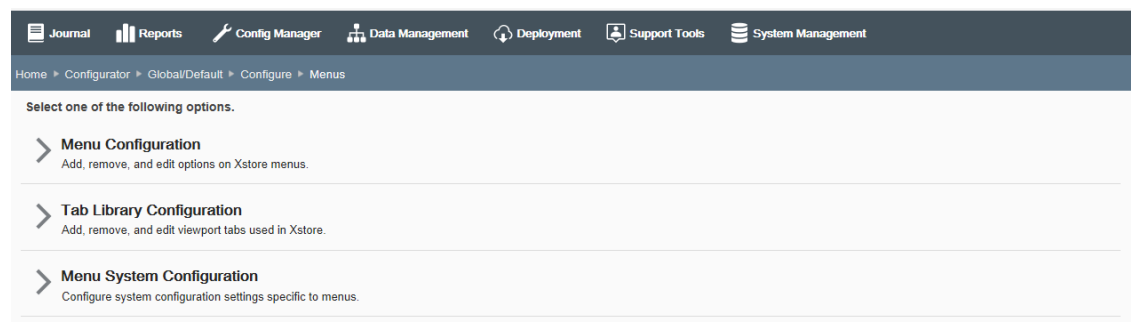 Journal Reports Config Manager Data Management Deployment Support Tools System Management
Home ▸ Configurator ▸ Global/Default ▸ Configure ▸ Menus
Select one of the following options.
Menu Configuration
Add, remove, and edit options on Xstore menus.
Tab Library Configuration
Add, remove, and edit viewport tabs used in Xstore.
Menu System Configuration
Configure system configuration settings specific to menus.